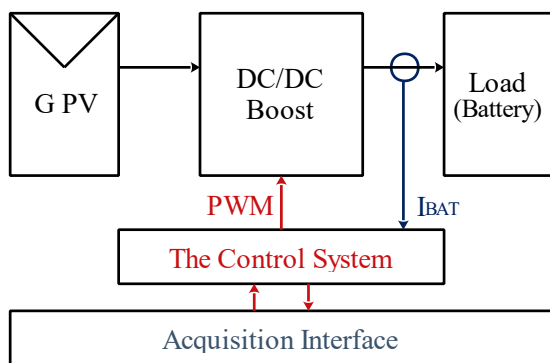 G PV
DC/DC
Boost
Load
(Battery)
PWM
IBAT
The Control System
Acquisition Interface